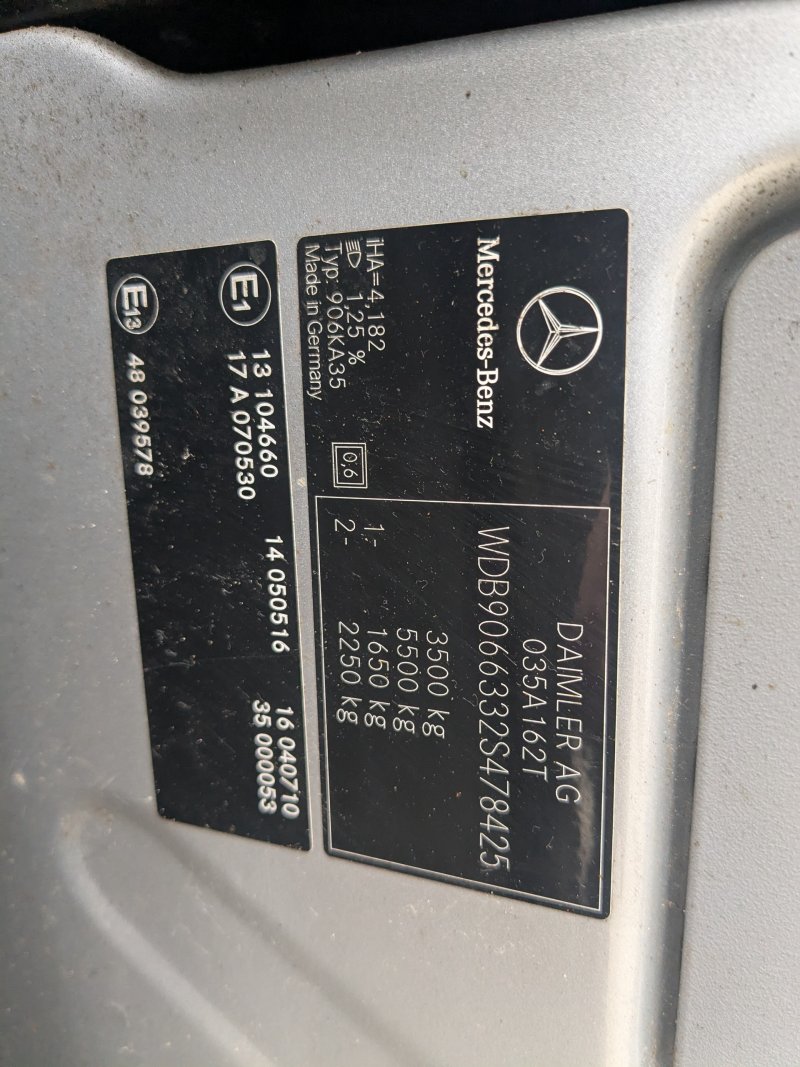 Mercedes-Benz
iHA=4,182
1,25 %
Typ: 906KA35
Made in Germany
0,6
DAIMLER AG
035A162T
WDB9066332S478425
3500 kg
5500 kg
1,- 1650 kg
2- 2250 kg
E1 13 104660 14 050516 16 040710
17 A 070530 35 000053
E13 48 039578